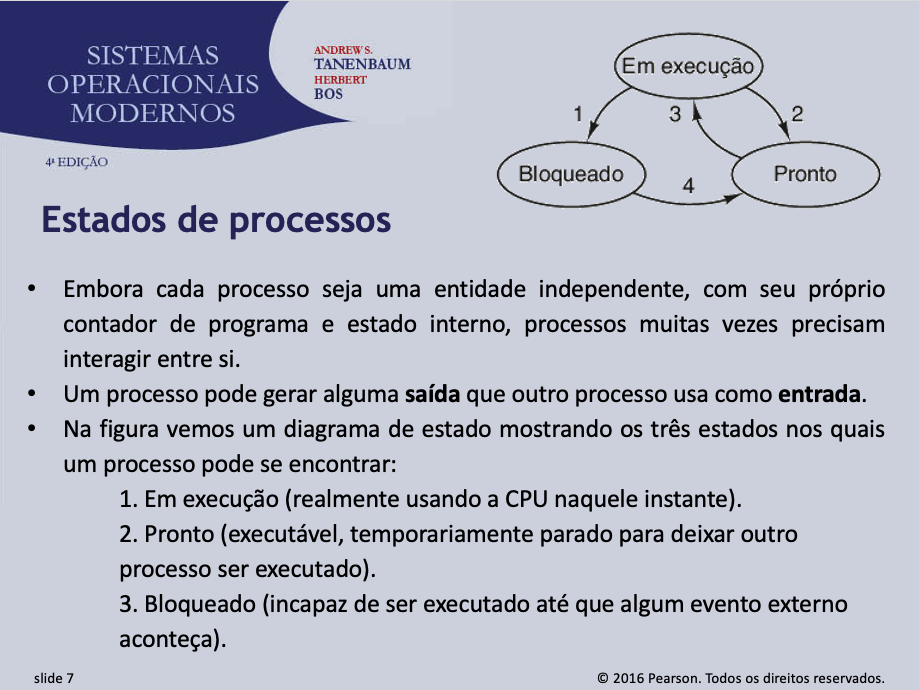 SISTEMAS
OPERACIONAIS
MODERNOS
ANDREW S.
TANENBAUM
HERBERT
BOS
4ª EDIÇÃO
Em execução
1
3
2
Bloqueado
4
Pronto
Estados de processos
• Embora cada processo seja uma entidade independente, com seu próprio
contador de programa e estado interno, processos muitas vezes precisam
interagir entre si.
• Um processo pode gerar alguma saída que outro processo usa como entrada.
• Na figura vemos um diagrama de estado mostrando os três estados nos quais
um processo pode se encontrar:
1. Em execução (realmente usando a CPU naquele instante).
2. Pronto (executável, temporariamente parado para deixar outro
processo ser executado).
3. Bloqueado (incapaz de ser executado até que algum evento externo
aconteça).
slide 7
© 2016 Pearson. Todos os direitos reservados.